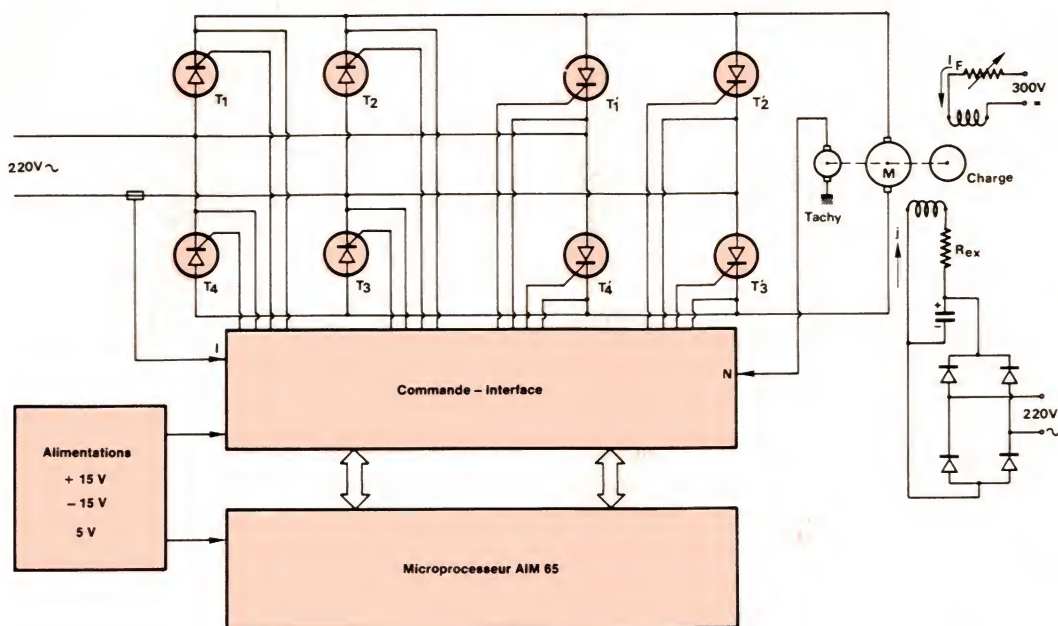 T1
T2
T'1
T'2
IF
300V
=
220V ~
M
Charge
Tachy
j
Rex
T4
T3
T'4
T'3
+
-
I
N
Commande – interface
220V
~
Alimentations
+ 15 V
– 15 V
5 V
Microprocesseur AIM 65